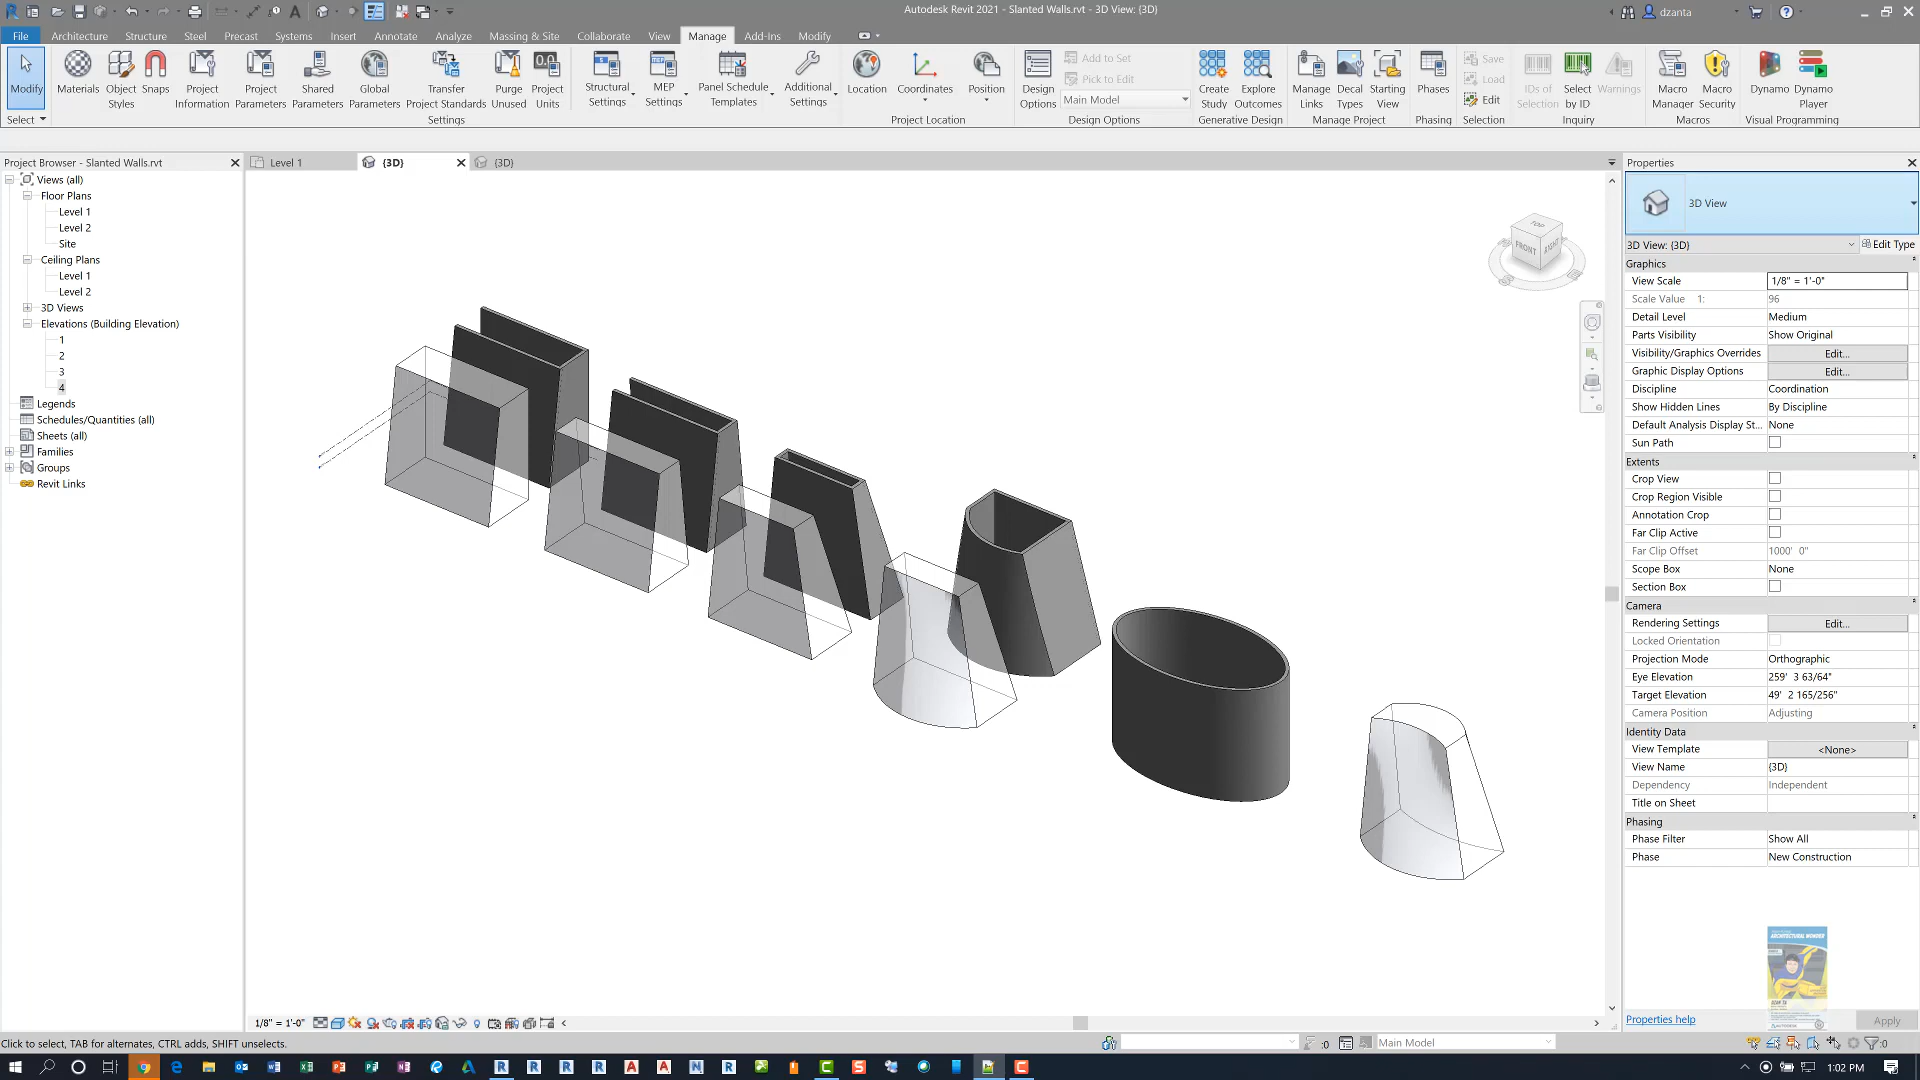 Autodesk Revit 2021 - Slanted Walls.rvt - 3D View: {3D}
dzanta
File Architecture Structure Steel Precast Systems Insert Annotate Analyze Massing & Site Collaborate View Manage Add-Ins Modify
Modify
Materials
Object Styles
Snaps
Project Information
Project Parameters
Shared Parameters
Global Parameters
Transfer Project Standards
Purge Unused
Project Units
Structural Settings
MEP Settings
Panel Schedule Templates
Additional Settings
Location
Coordinates
Position
Design Options
Add to Set
Pick to Edit
Main Model
Create Study
Explore Outcomes
Manage Links
Decal Types
Starting View
Phases
Save
Load
Edit
IDs of Selection
Select by ID
Warnings
Macro Manager
Macro Security
Dynamo
Dynamo Player
Select
Settings
Project Location
Design Options
Generative Design
Manage Project
Phasing
Selection
Inquiry
Macros
Visual Programming
Project Browser - Slanted Walls.rvt
Views (all)
Floor Plans
Level 1
Level 2
Site
Ceiling Plans
Level 1
Level 2
3D Views
Elevations (Building Elevation)
1
2
3
4
Legends
Schedules/Quantities (all)
Sheets (all)
Families
Groups
Revit Links
Level 1
{3D}
{3D}
TOP
FRONT
RIGHT
Properties
3D View
3D View: {3D}
Edit Type
Graphics
View Scale 1/8" = 1'-0"
Scale Value 1: 96
Detail Level Medium
Parts Visibility Show Original
Visibility/Graphics Overrides Edit...
Graphic Display Options Edit...
Discipline Coordination
Show Hidden Lines By Discipline
Default Analysis Display St... None
Sun Path
Extents
Crop View
Crop Region Visible
Annotation Crop
Far Clip Active
Far Clip Offset 1000' 0"
Scope Box None
Section Box
Camera
Rendering Settings Edit...
Locked Orientation
Projection Mode Orthographic
Eye Elevation 259' 3 63/64"
Target Elevation 49' 2 165/256"
Camera Position Adjusting
Identity Data
View Template <None>
View Name {3D}
Dependency Independent
Title on Sheet
Phasing
Phase Filter Show All
Phase New Construction
ARCHITECTURAL WONDER
AUTODESK
Properties help
Apply
1/8" = 1'-0"
Click to select, TAB for alternates, CTRL adds, SHIFT unselects.
:0
Main Model
:0
1:02 PM